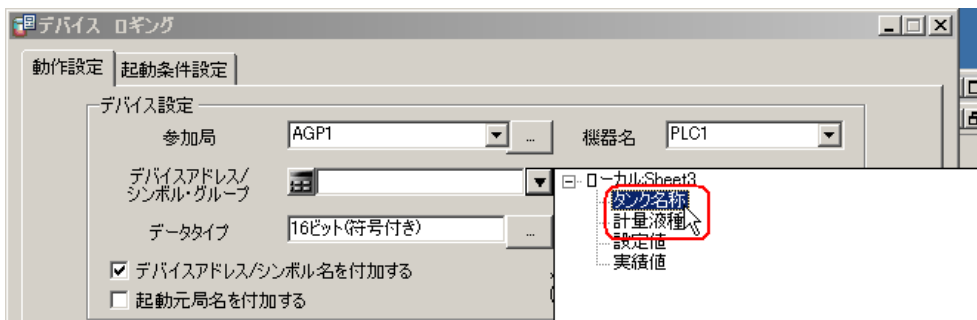 デバイス ロギング
動作設定 起動条件設定
デバイス設定
参加局 AGP1 ... 機器名 PLC1
デバイスアドレス/
シンボル・グループ
データタイプ 16ビット(符号付き) ...
デバイスアドレス/シンボル名を付加する
起動元局名を付加する
ローカル:Sheet3
タンク名称
計量液種
設定値
実績値